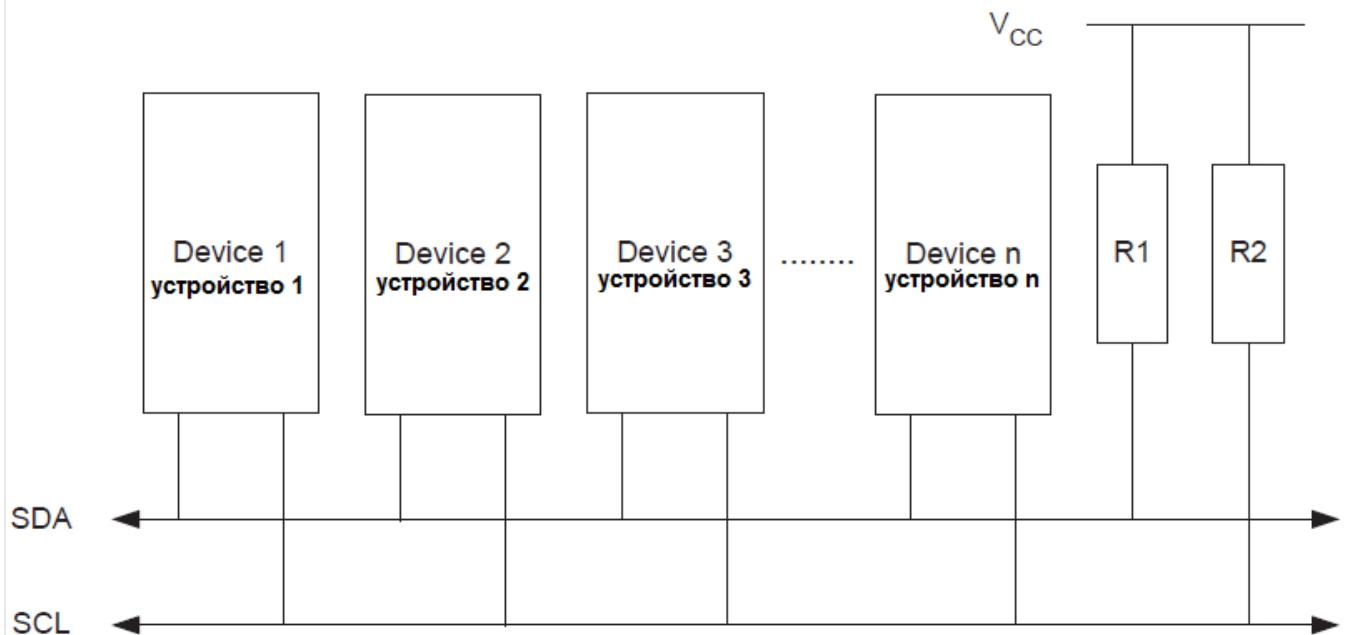 VCC
Device 1
устройство 1
Device 2
устройство 2
Device 3
устройство 3
........
Device n
устройство n
R1
R2
SDA
SCL